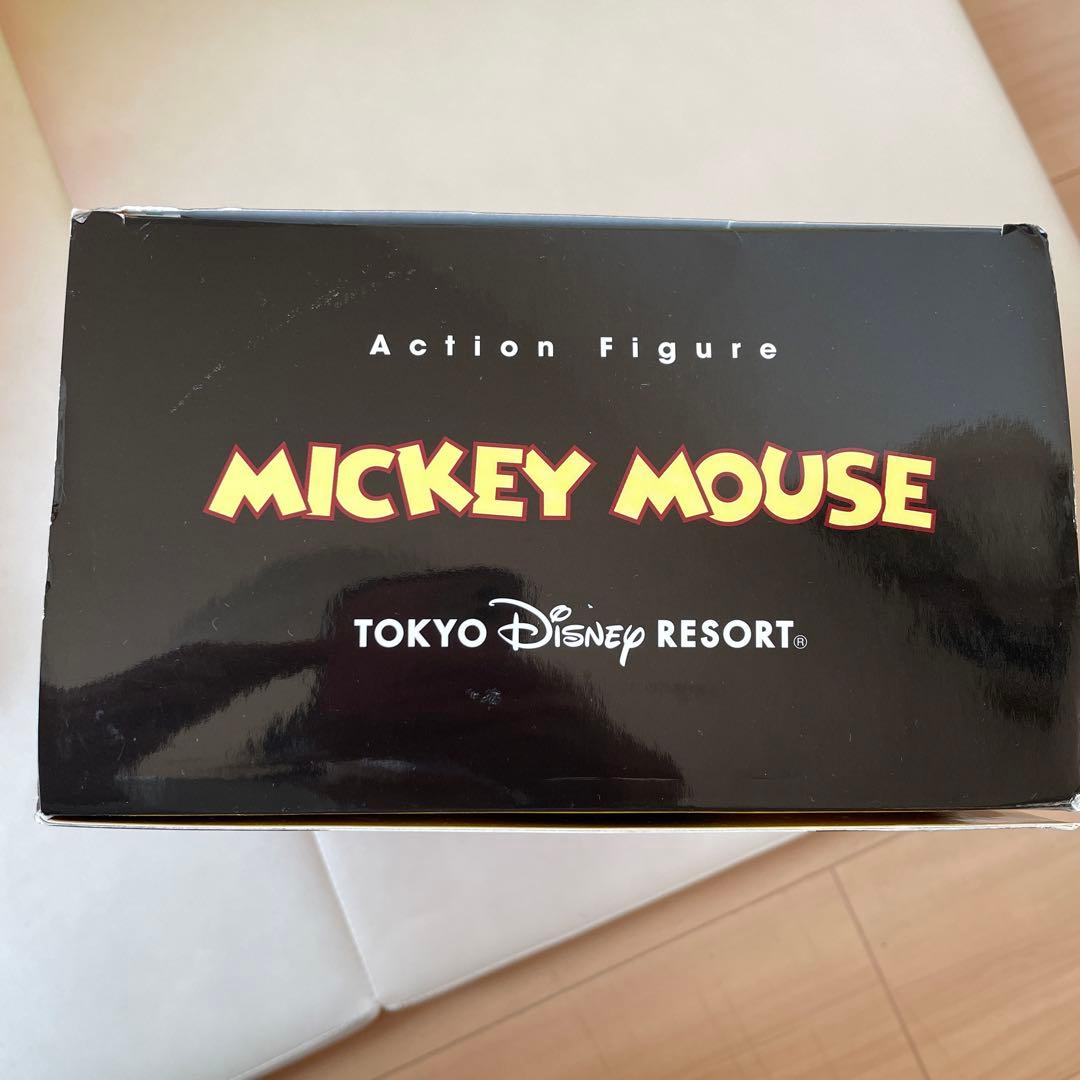 Action Figure
MICKEY MOUSE
TOKYO Disney RESORT®